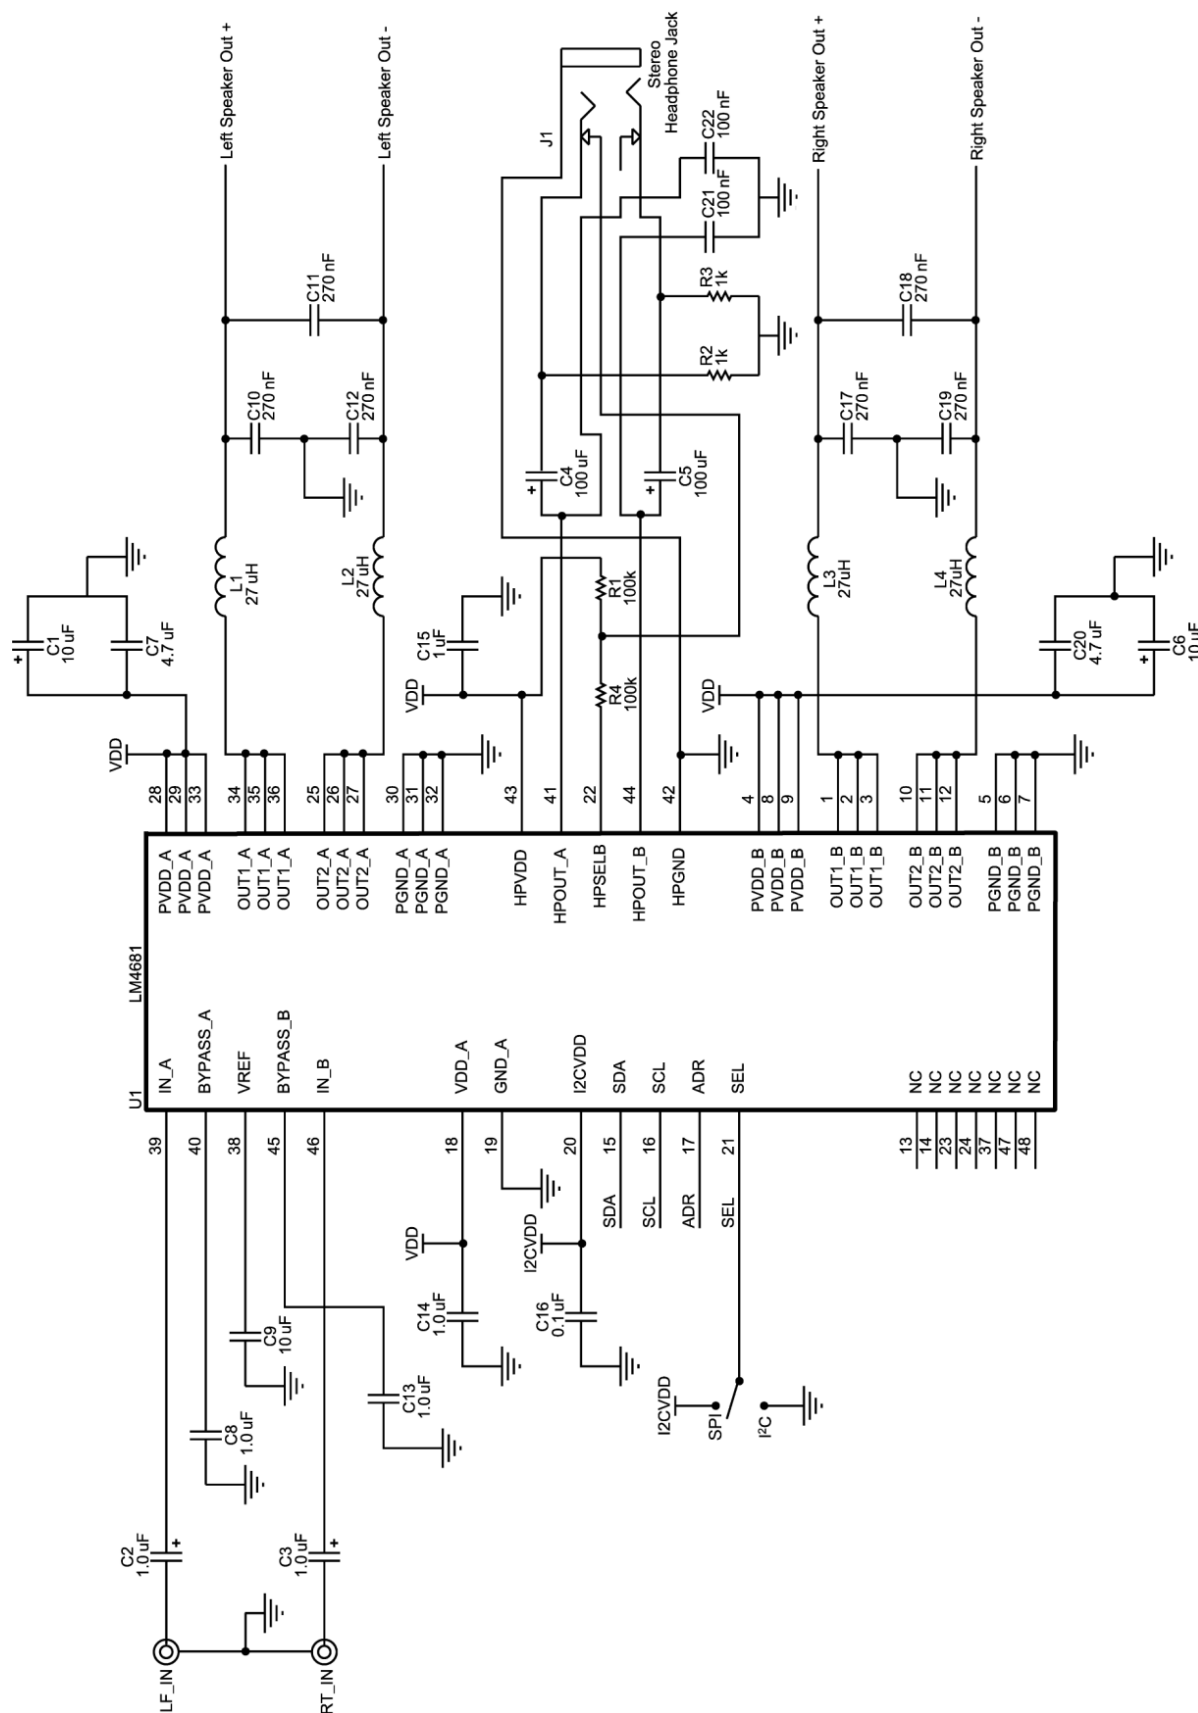 Left Speaker Out +
Left Speaker Out -
C11
270 nF
C10
270 nF
C12
270 nF
L1
27 uH
L2
27 uH
C1
10 uF
+
C7
4.7 uF
VDD
J1
Stereo
Headphone Jack
C22
100 nF
C21
100 nF
R3
1k
R2
1k
+
C4
100 uF
+
C5
100 uF
C15
1 uF
R1
100k
R4
100k
VDD
Right Speaker Out +
Right Speaker Out -
C18
270 nF
C17
270 nF
C19
270 nF
L3
27uH
L4
27uH
C20
4.7 uF
+
C6
10 uF
VDD
28
29
33
34
35
36
25
26
27
30
31
32
43
41
22
44
42
4
8
9
1
2
3
10
11
12
5
6
7
PVDD_A
PVDD_A
PVDD_A
OUT1_A
OUT1_A
OUT1_A
OUT2_A
OUT2_A
OUT2_A
PGND_A
PGND_A
PGND_A
HPVDD
HPOUT_A
HPSELB
HPOUT_B
HPGND
PVDD_B
PVDD_B
PVDD_B
OUT1_B
OUT1_B
OUT1_B
OUT2_B
OUT2_B
OUT2_B
PGND_B
PGND_B
PGND_B
LM4681
U1
IN_A
BYPASS_A
VREF
BYPASS_B
IN_B
VDD_A
GND_A
I2CVDD
SDA
SCL
ADR
SEL
NC
NC
NC
NC
NC
NC
NC
39
40
38
45
46
18
19
20
15
16
17
21
13
14
23
24
37
47
48
SDA
SCL
ADR
SEL
VDD
I2CVDD
C14
1.0 uF
C16
0.1 uF
C9
10 uF
C13
1.0 uF
C8
1.0 uF
I2CVDD
SPI
I²C
C2
1.0 uF
+
C3
1.0 uF
+
LF_IN
RT_IN